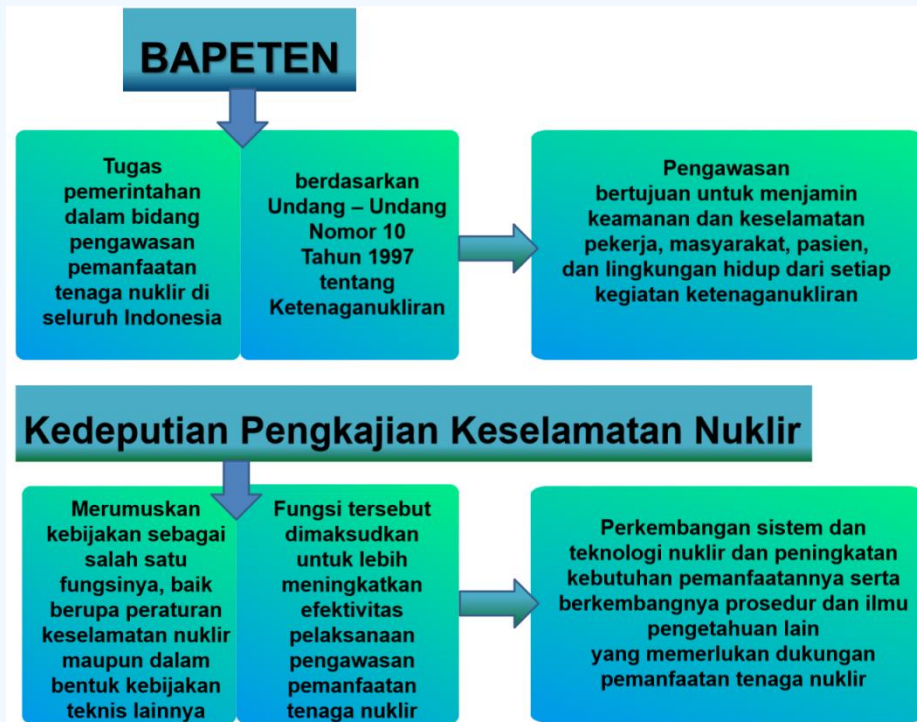 BAPETEN
Tugas
pemerintahan
dalam bidang
pengawasan
pemanfaatan
tenaga nuklir di
seluruh Indonesia
berdasarkan
Undang – Undang
Nomor 10
Tahun 1997
tentang
Ketenaganukliran
Pengawasan
bertujuan untuk menjamin
keamanan dan keselamatan
pekerja, masyarakat, pasien,
dan lingkungan hidup dari setiap
kegiatan ketenaganukliran
Kedeputian Pengkajian Keselamatan Nuklir
Merumuskan
kebijakan sebagai
salah satu
fungsinya, baik
berupa peraturan
keselamatan nuklir
maupun dalam
bentuk kebijakan
teknis lainnya
Fungsi tersebut
dimaksudkan
untuk lebih
meningkatkan
efektivitas
pelaksanaan
pengawasan
pemanfaatan
tenaga nuklir
Perkembangan sistem dan
teknologi nuklir dan peningkatan
kebutuhan pemanfaatannya serta
berkembangnya prosedur dan ilmu
pengetahuan lain
yang memerlukan dukungan
pemanfaatan tenaga nuklir